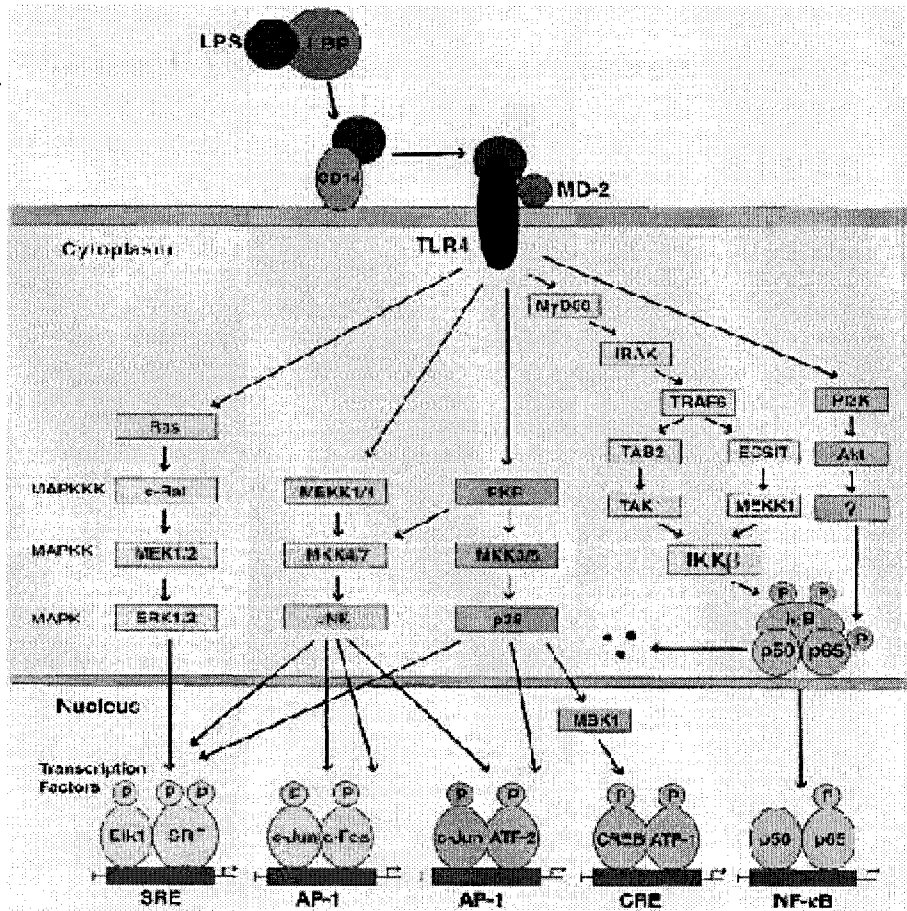 LPS LBP
CD14
MD-2
TLR4
Cytoplasm
MyD88
IRAK
TRAF6
PI3K
Ras
TAB2 ECSIT Akt
MAPKKK c-Raf MEKK1/4 PKR TAK MEKK1 ?
MAPKK MEK1/2 MKK4/7 MKK3/6 IKKβ
P P
MAPK ERK1/2 JNK p38 IκB
P
p50 p65
Nucleus
MSK1
Transcription
Factors
P P P P P P P P P P
Elk1 SRF c-Jun c-Fos c-Jun ATF-2 CREB ATF-1 p50 p65
SRE AP-1 AP-1 CRE NF-κB